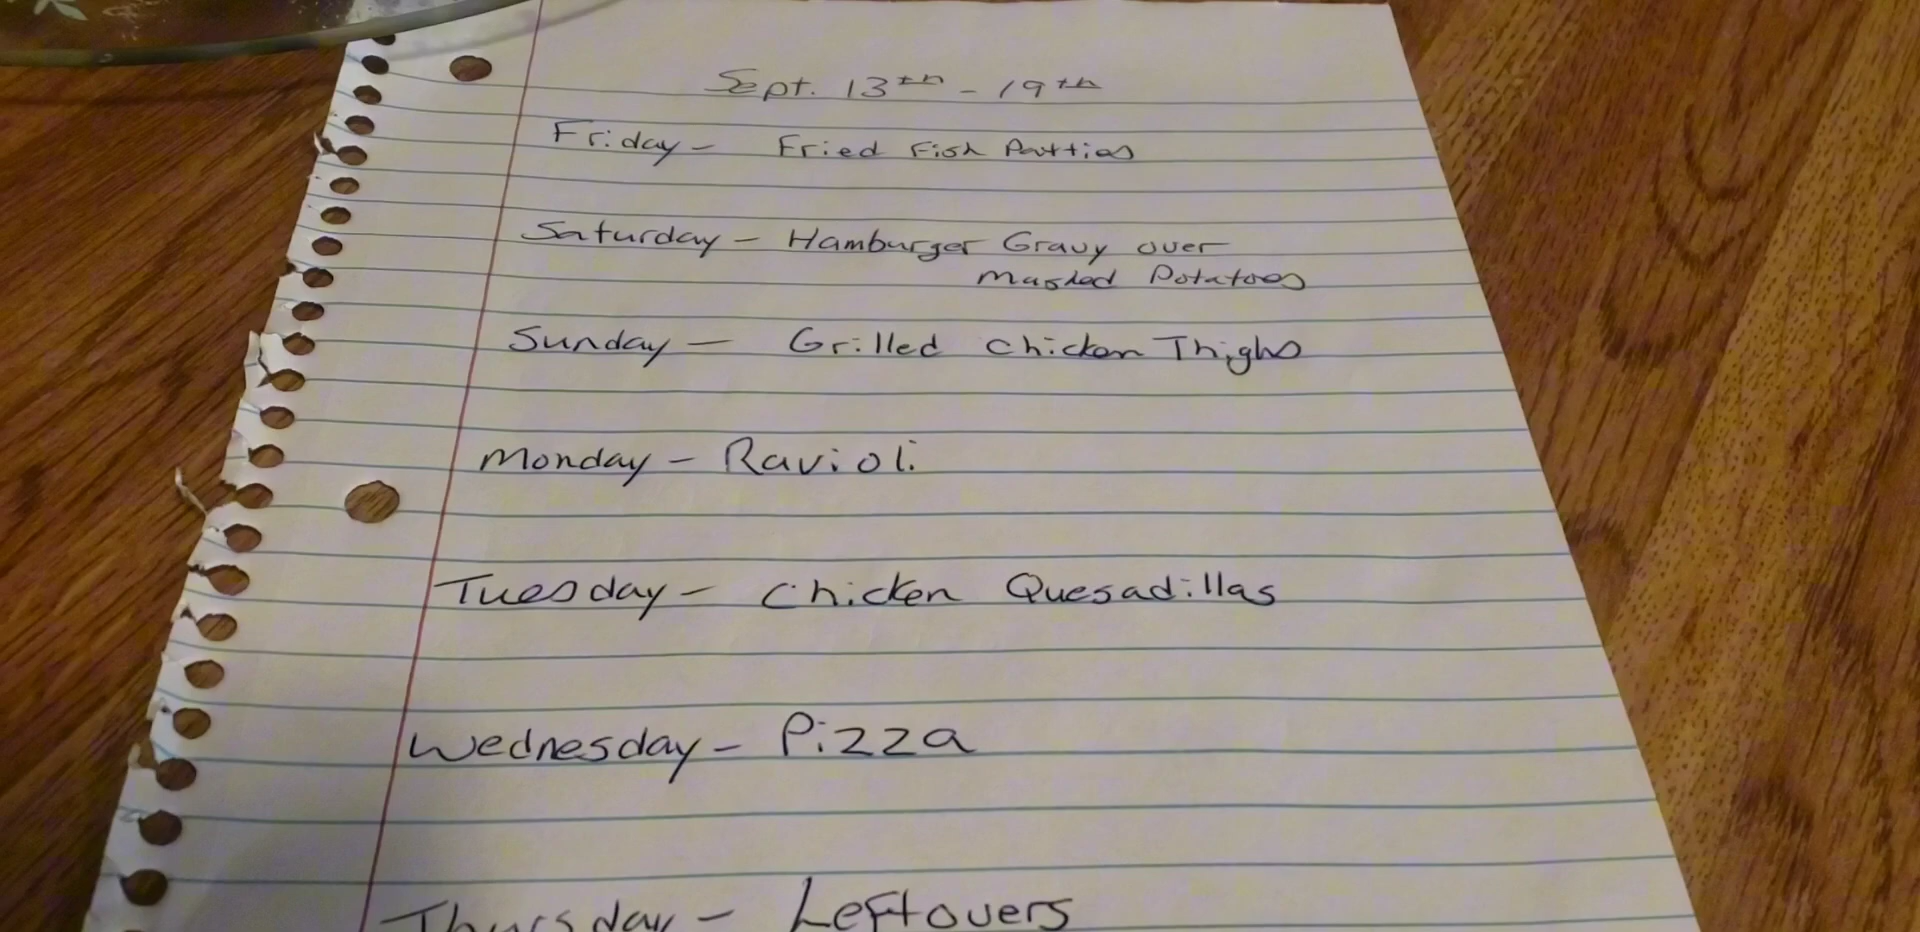 Sept. 13th - 19th
Friday - Fried Fish Patties
Saturday - Hamburger Gravy over
Mashed Potatoes
Sunday - Grilled Chicken Thighs
Monday - Ravioli
Tuesday - Chicken Quesadillas
Wednesday - Pizza
Thursday - Leftovers